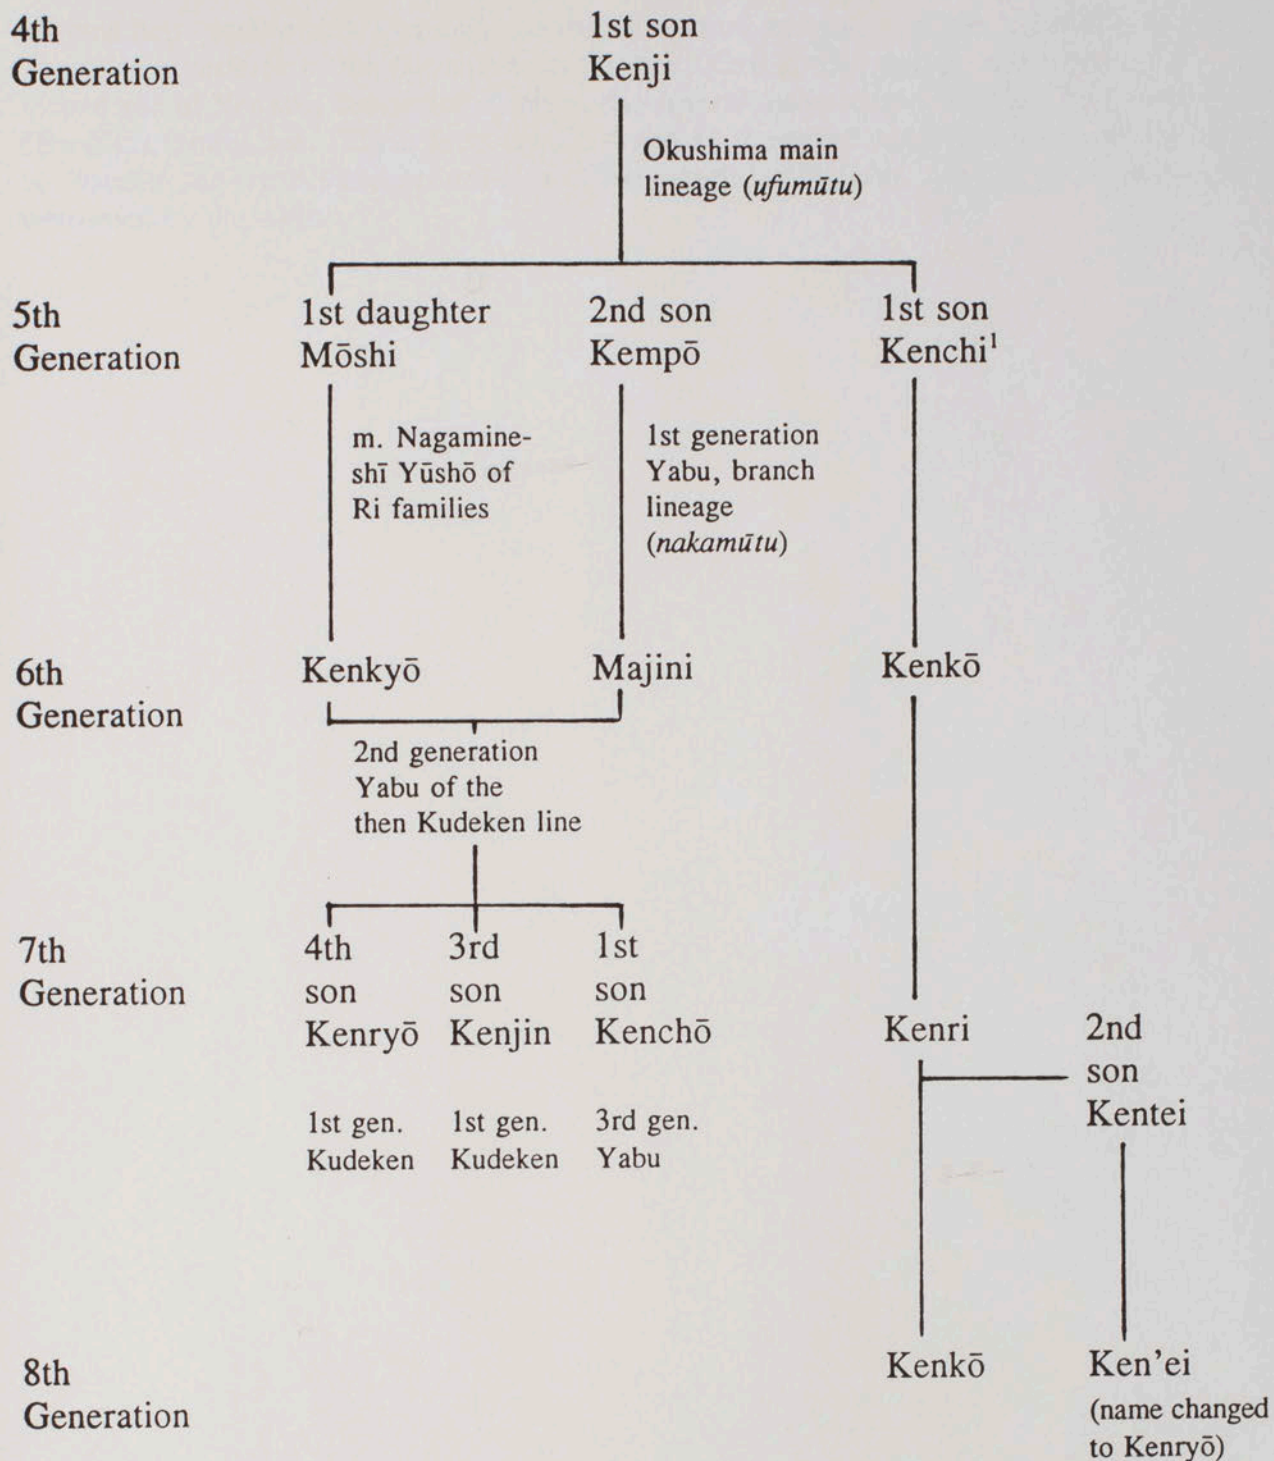 4th
Generation
1st son
Kenji
Okushima main
lineage (ufumūtu)
5th
Generation
1st daughter
Mōshi
2nd son
Kempō
1st son
Kenchi¹
m. Nagamine-
shī Yūshō of
Ri families
1st generation
Yabu, branch
lineage
(nakamūtu)
6th
Generation
Kenkyō
Majini
Kenkō
2nd generation
Yabu of the
then Kudeken line
7th
Generation
4th
son
Kenryō
3rd
son
Kenjin
1st
son
Kenchō
Kenri
2nd
son
Kentei
1st gen.
Kudeken
1st gen.
Kudeken
3rd gen.
Yabu
8th
Generation
Kenkō
Ken’ei
(name changed
to Kenryō)